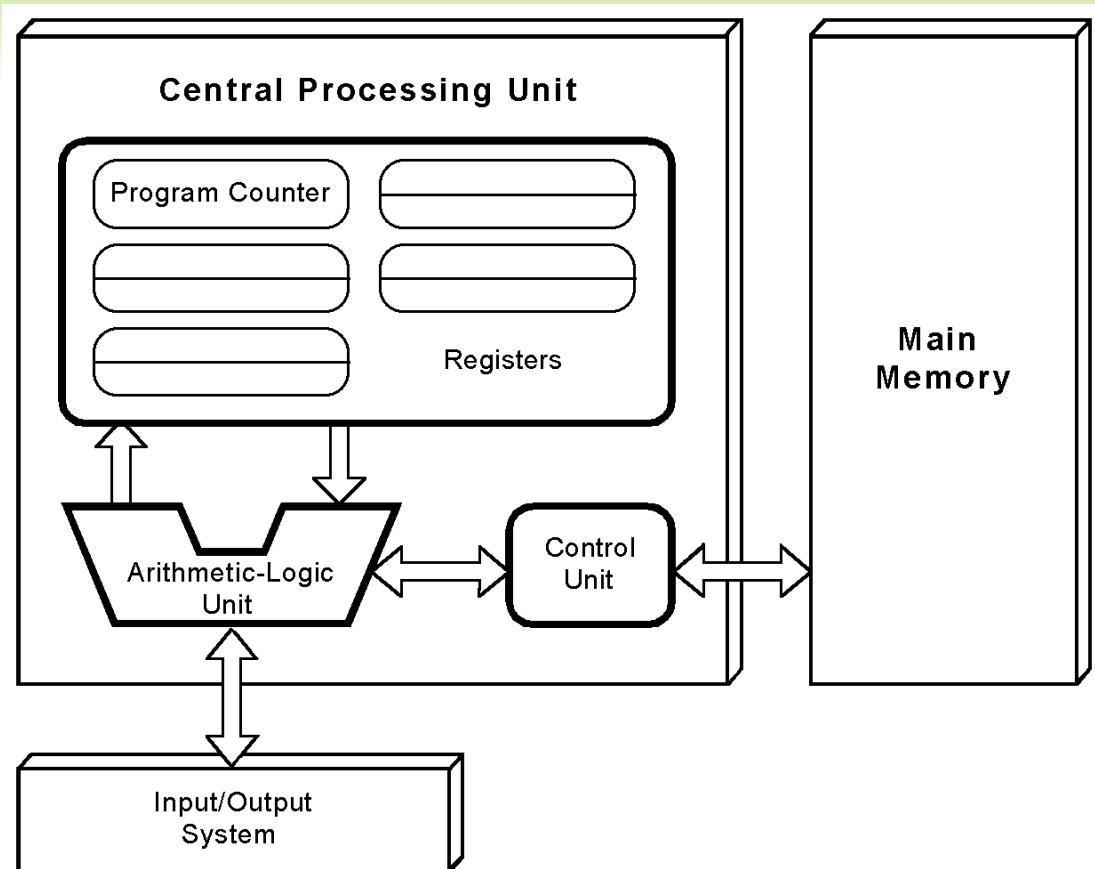 Central Processing Unit
Program Counter
Registers
Main
Memory
Arithmetic-Logic
Unit
Control
Unit
Input/Output
System